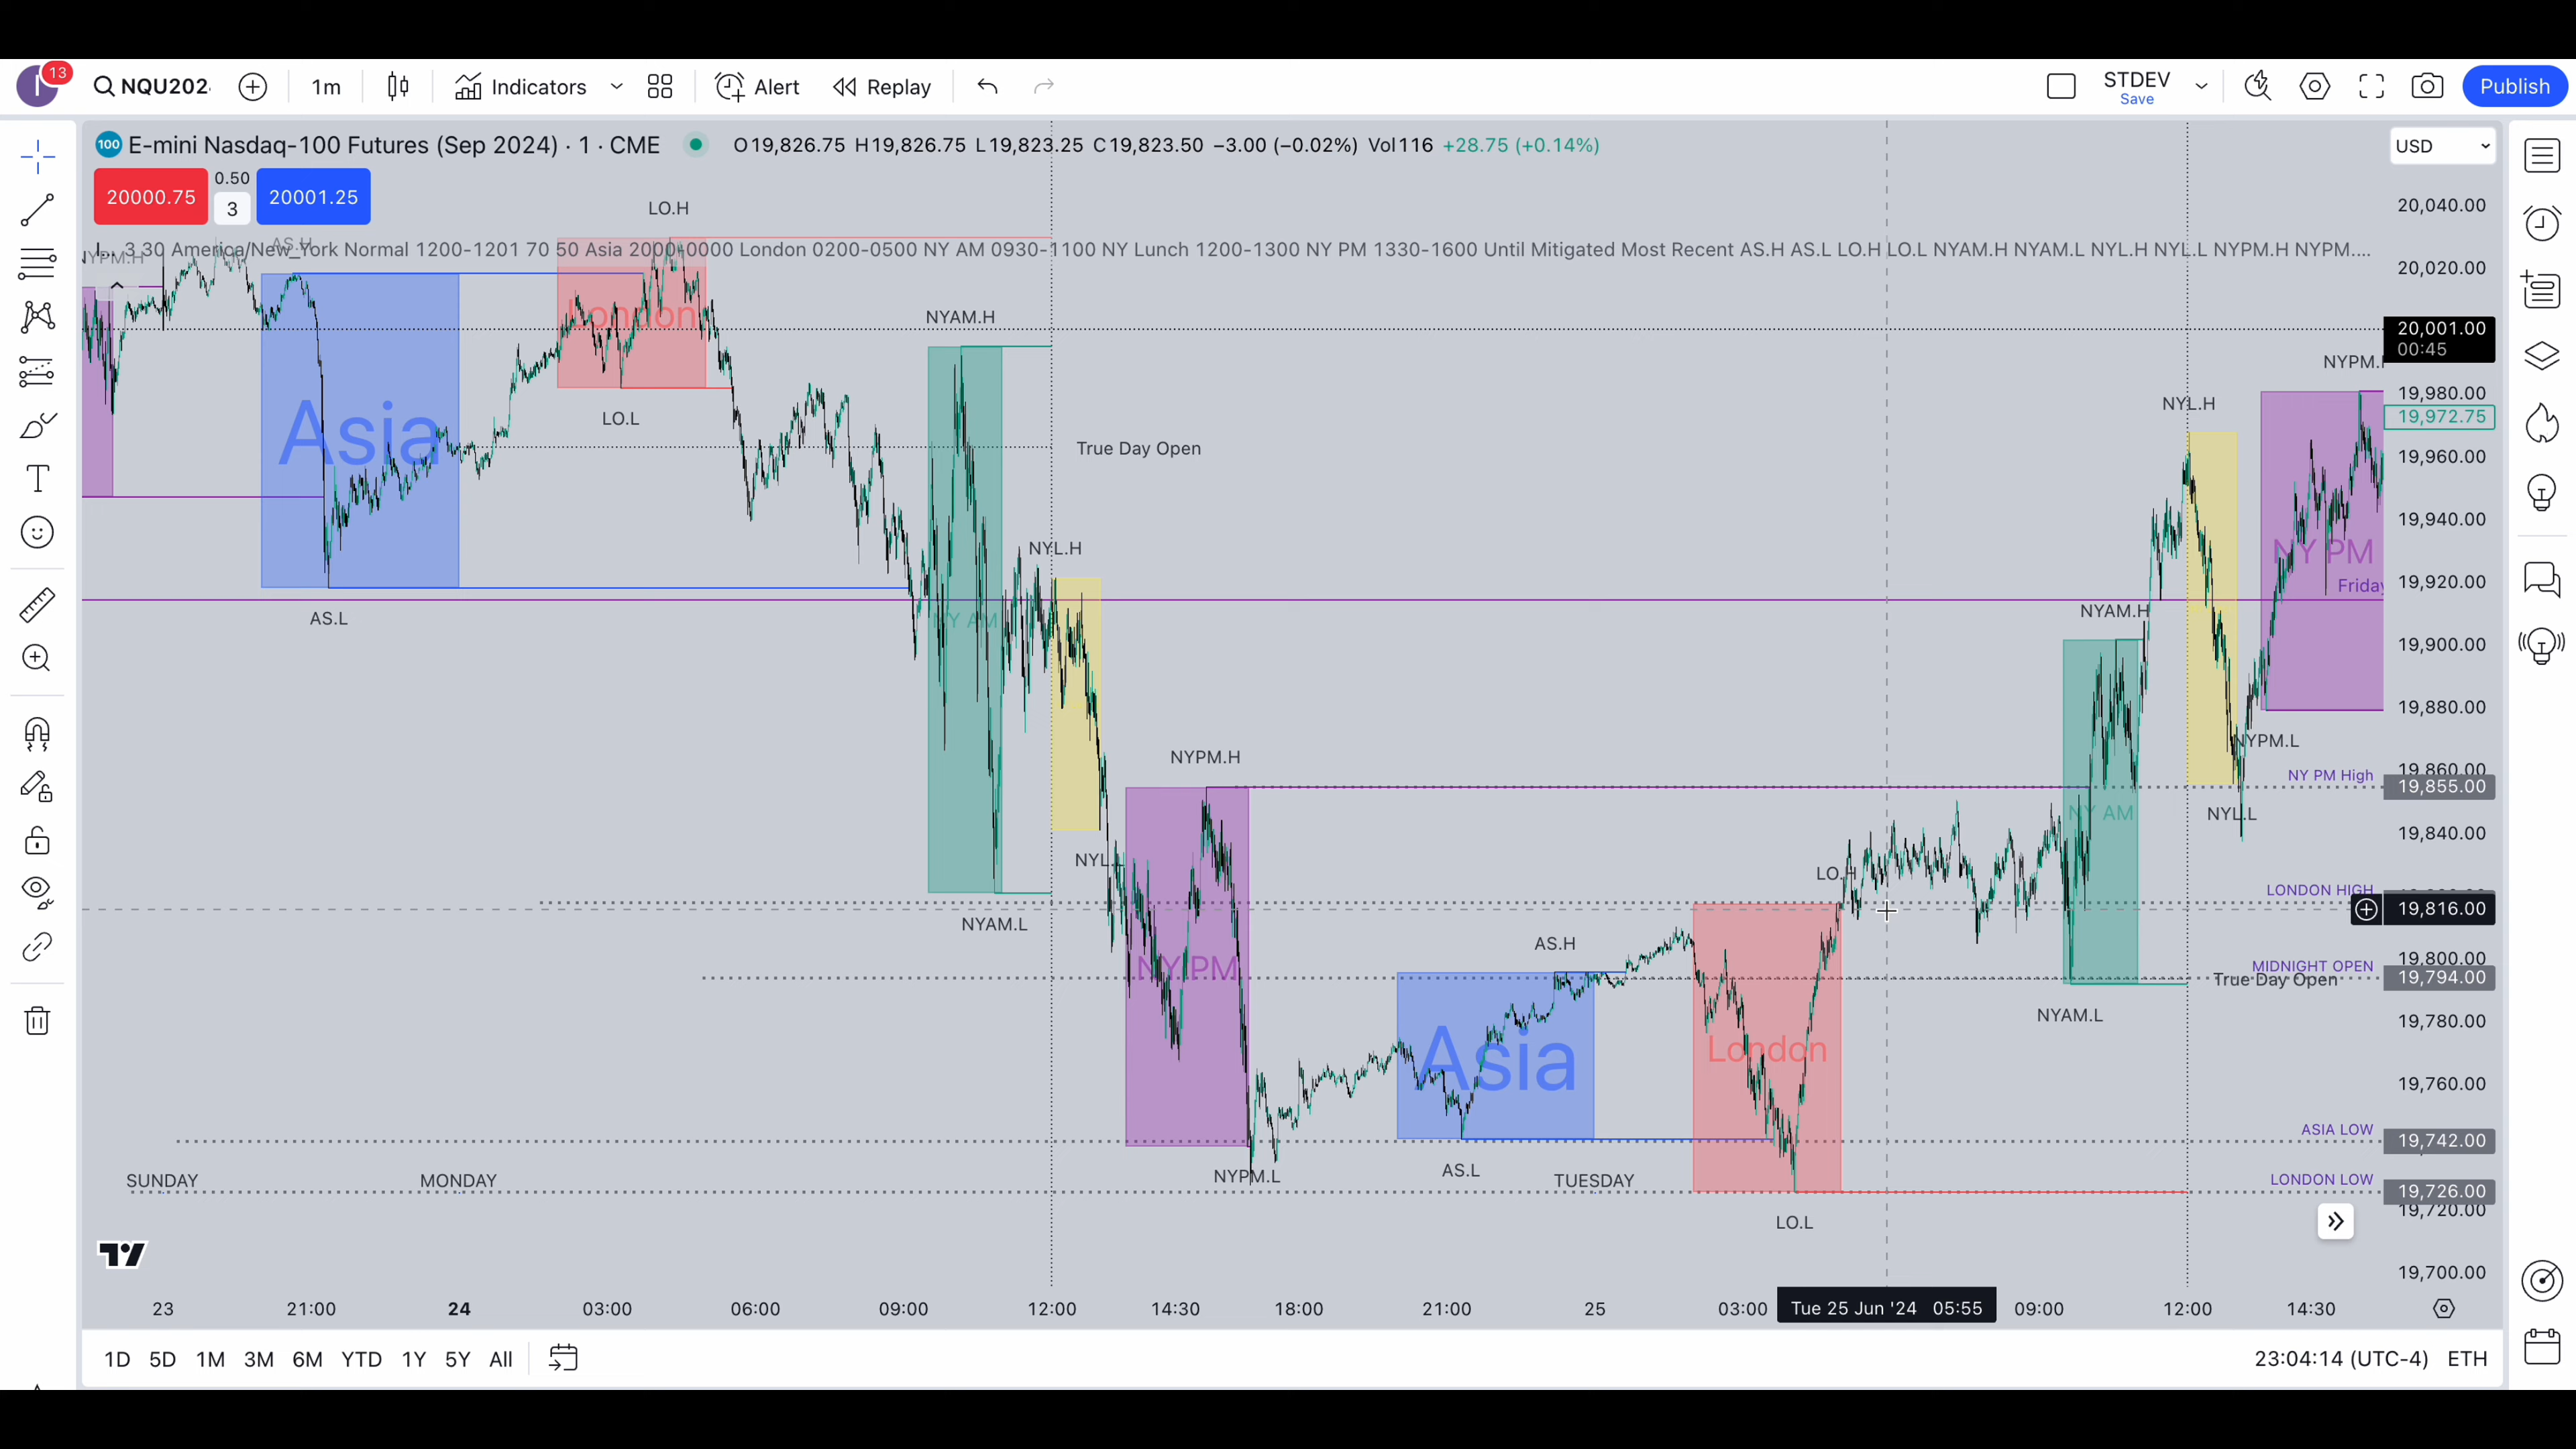 I 13 NQU202 1m Indicators Alert Replay STDEV Save Publish
100 E-mini Nasdaq-100 Futures (Sep 2024) · 1 · CME O19,826.75 H19,826.75 L19,823.25 C19,823.50 −3.00 (−0.02%) Vol116 +28.75 (+0.14%) USD
20000.75 0.50 3 20001.25
20,040.00
LO.H
AS.H
NYPM.H
3 30 America/New_York Normal 1200-1201 70 50 Asia 2000-0000 London 0200-0500 NY AM 0930-1100 NY Lunch 1200-1300 NY PM 1330-1600 Until Mitigated Most Recent AS.H AS.L LO.H LO.L NYAM.H NYAM.L NYL.H NYL.L NYPM.H NYPM....
20,020.00
London
NYAM.H
20,001.00
00:45
NYPM.
19,980.00
NYL.H
19,972.75
LO.L
Asia
True Day Open
19,960.00
19,940.00
NYL.H
NY PM
19,920.00
Friday
AS.L
NY AM
NYAM.H
19,900.00
19,880.00
NYPM.L
NYPM.H
19,860.00
NY PM High
19,855.00
NY AM
NYL.L
19,840.00
NYL.L
LO.H
LONDON HIGH
19,816.00
NYAM.L
AS.H
19,800.00
NY PM
MIDNIGHT OPEN
19,794.00
True Day Open
NYAM.L
19,780.00
London
Asia
19,760.00
ASIA LOW
19,742.00
AS.L
NYPM.L
SUNDAY MONDAY TUESDAY
LONDON LOW
19,726.00
19,720.00
LO.L
19,700.00
23 21:00 24 03:00 06:00 09:00 12:00 14:30 18:00 21:00 25 03:00 Tue 25 Jun '24 05:55 09:00 12:00 14:30
1D 5D 1M 3M 6M YTD 1Y 5Y All 23:04:14 (UTC-4) ETH